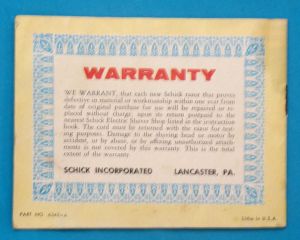 WARRANTY
WE WARRANT, that each new Schick razor that proves
defective in material or workmanship within one year from
date of original purchase for use will be repaired or re-
placed without charge, upon its return postpaid to the
nearest Schick Electric Shaver Shop listed in the instruction
book. The card must be returned with the razor for test-
ing purposes. Damage to the shaving head or motor by
accident, or by abuse, or by affixing unauthorized attach-
ments is not covered by this warranty. This is the total
extent of the warranty.
SCHICK INCORPORATED LANCASTER, PA.
PART NO. Litho in U.S.A.